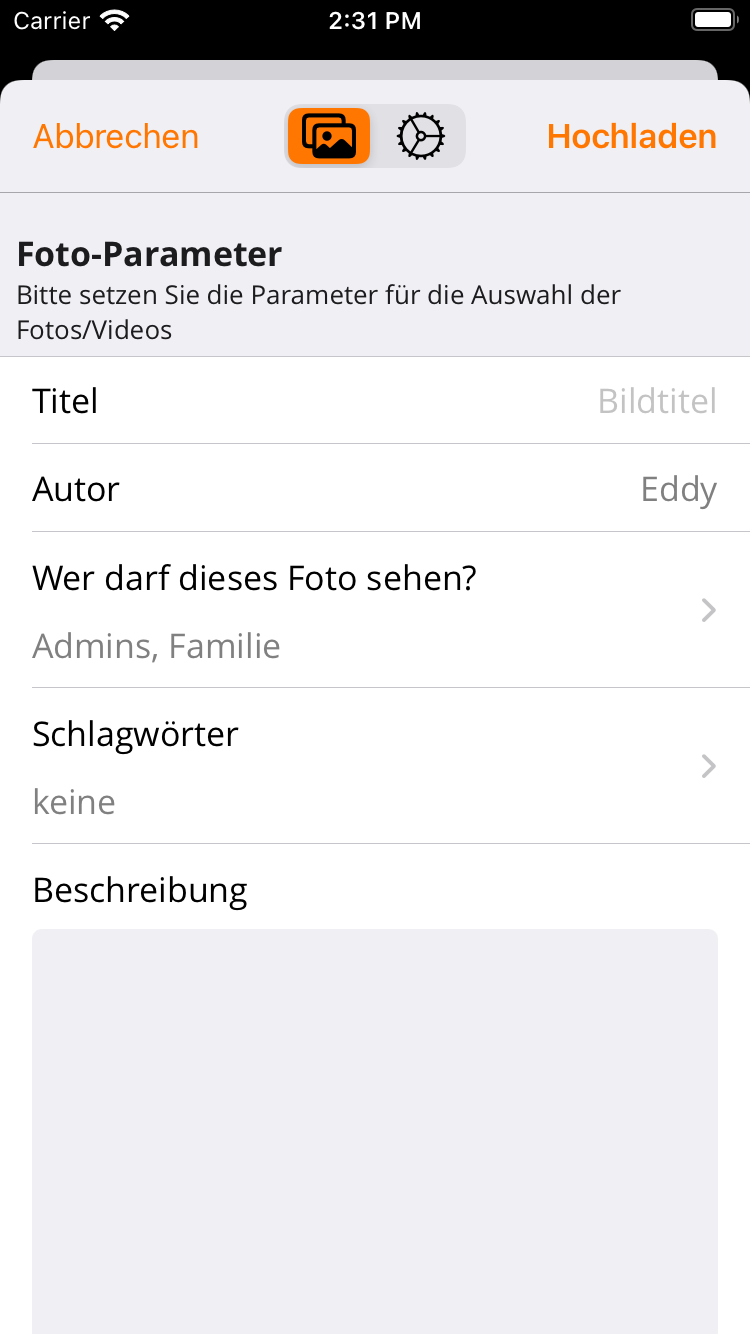 Carrier
2:31 PM
Abbrechen
Hochladen
Foto-Parameter
Bitte setzen Sie die Parameter für die Auswahl der
Fotos/Videos
Titel
Bildtitel
Autor
Eddy
Wer darf dieses Foto sehen?
Admins, Familie
Schlagwörter
keine
Beschreibung